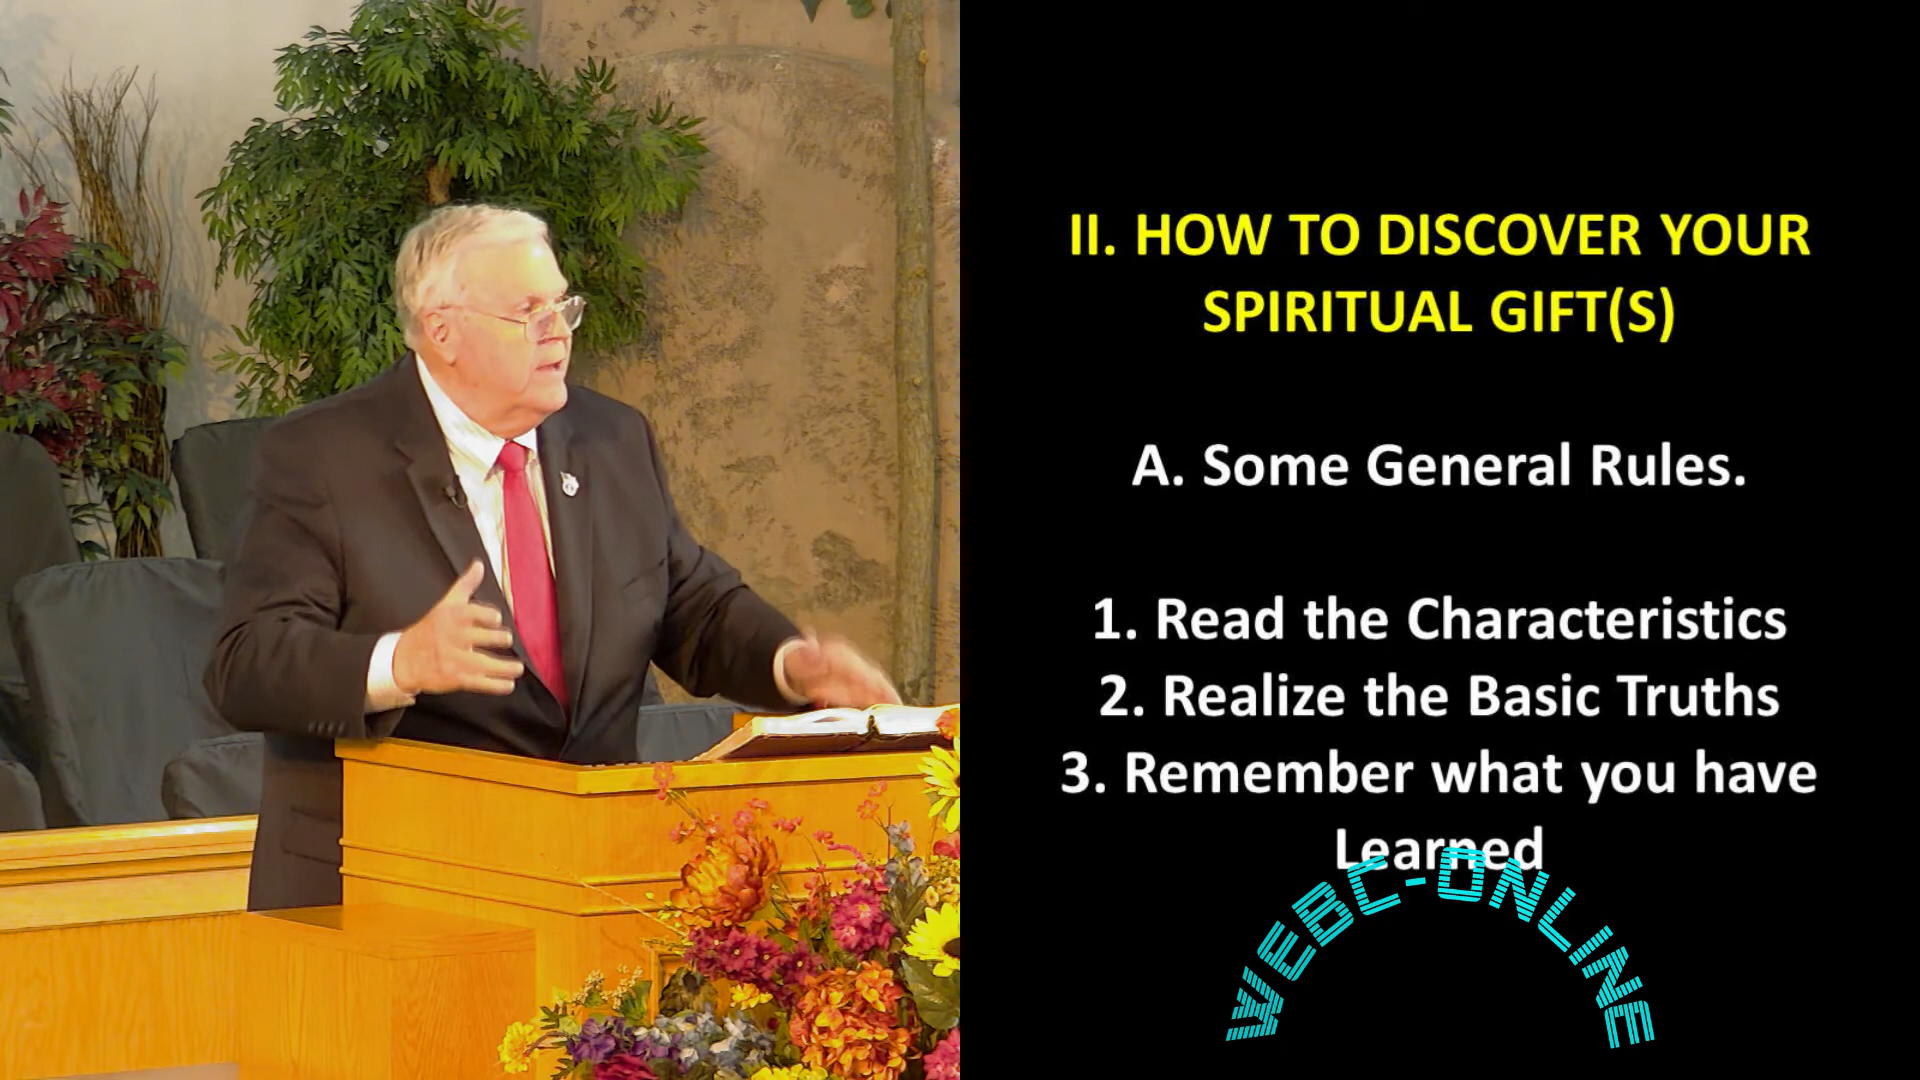 II. HOW TO DISCOVER YOUR
SPIRITUAL GIFT(S)
A. Some General Rules.
1. Read the Characteristics
2. Realize the Basic Truths
3. Remember what you have
Learned
WEBC-ONLINE